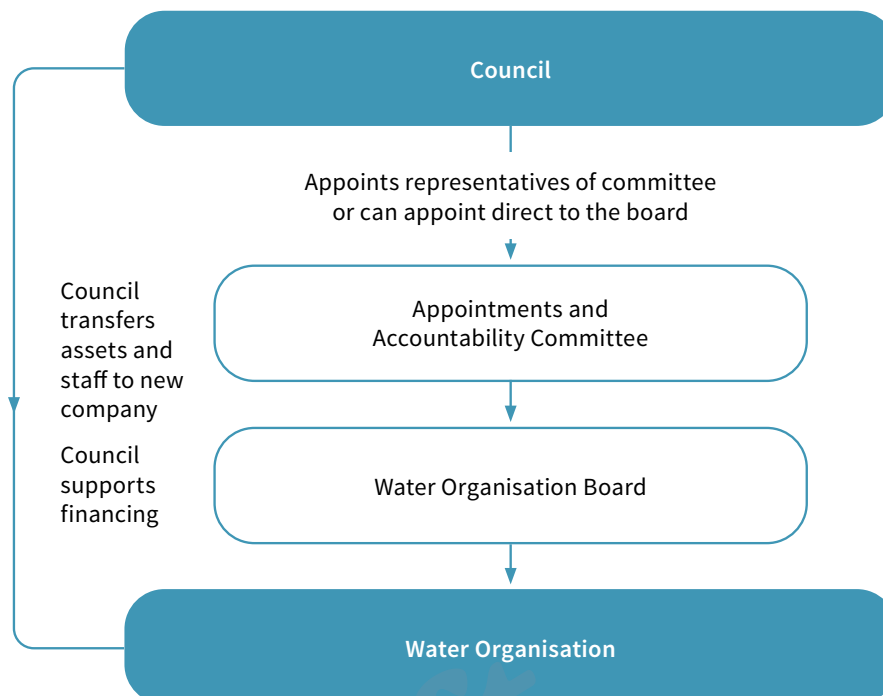 Council
Appoints representatives of committee
or can appoint direct to the board
Council
transfers
assets and
staff to new
company
Council
supports
financing
Appointments and
Accountability Committee
Water Organisation Board
Water Organisation